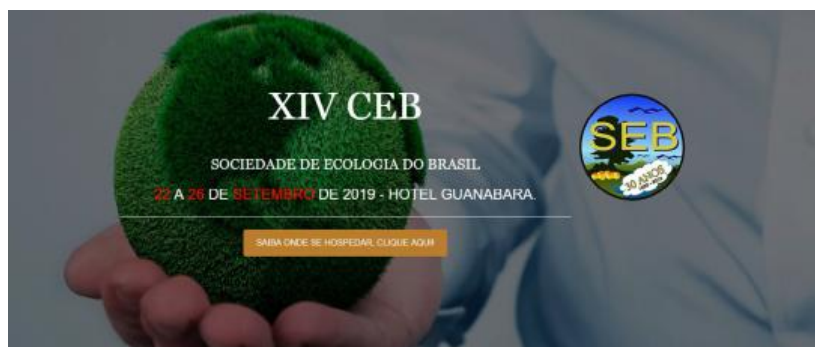 XIV CEB
SOCIEDADE DE ECOLOGIA DO BRASIL
22 A 26 DE SETEMBRO DE 2019 - HOTEL GUANABARA.
SAIBA ONDE SE HOSPEDAR, CLIQUE AQUI!
SEB
30 ANOS